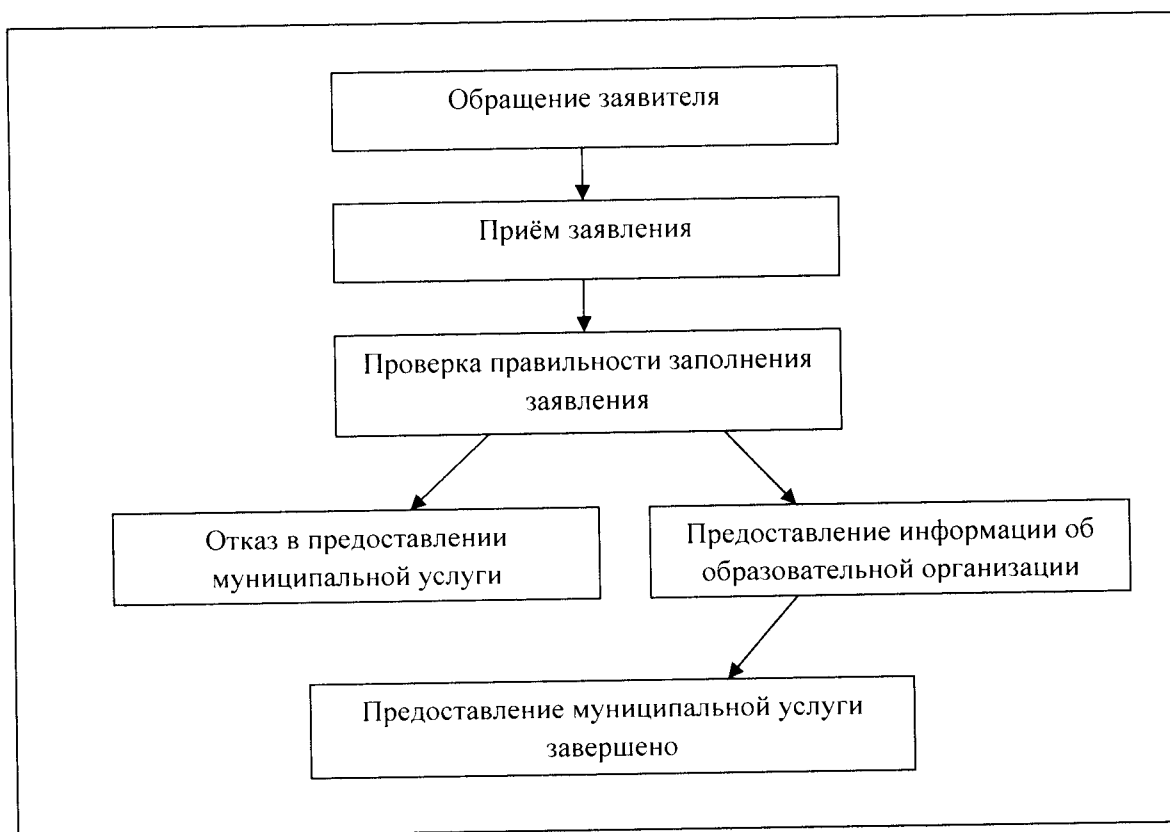 Обращение заявителя
Приём заявления
Проверка правильности заполнения
заявления
Отказ в предоставлении
муниципальной услуги
Предоставление информации об
образовательной организации
Предоставление муниципальной услуги
завершено